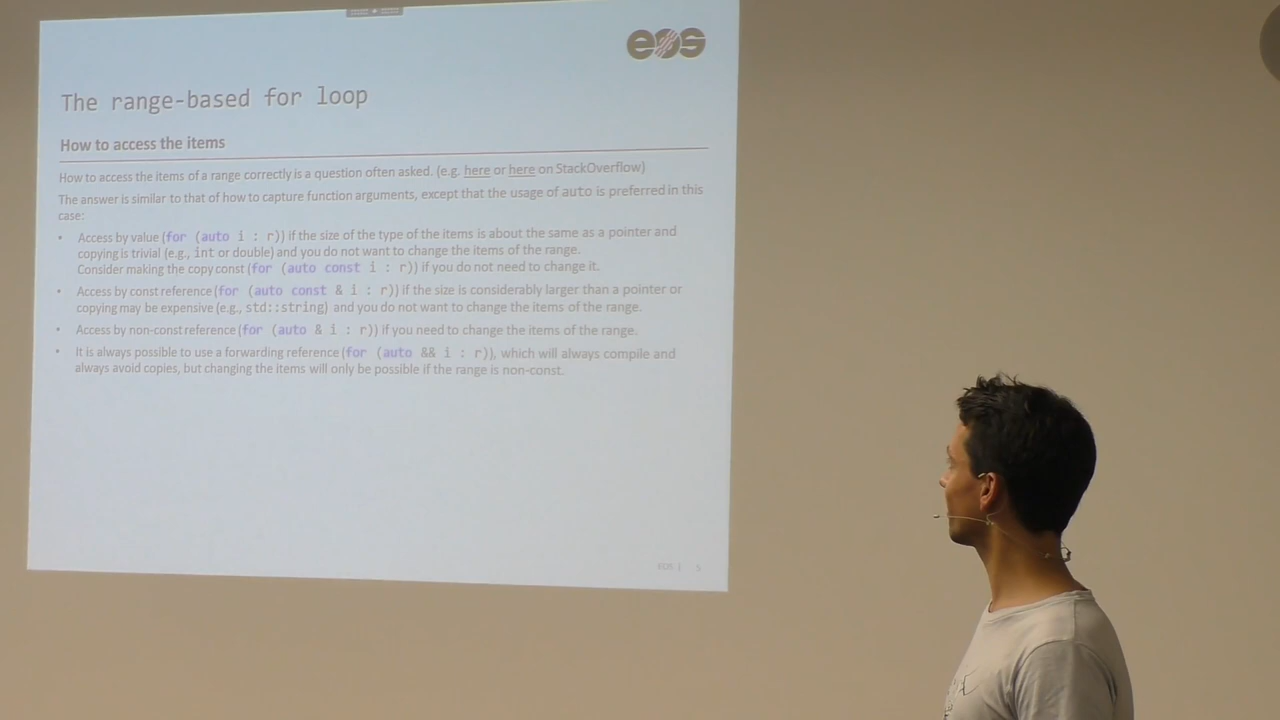 eos
The range-based for loop
How to access the items
How to access the items of a range correctly is a question often asked. (e.g. here or here on StackOverflow)
The answer is similar to that of how to capture function arguments, except that the usage of auto is preferred in this
case:
• Access by value (for (auto i : r)) if the size of the type of the items is about the same as a pointer and
copying is trivial (e.g., int or double) and you do not want to change the items of the range.
Consider making the copy const (for (auto const i : r)) if you do not need to change it.
• Access by const reference (for (auto const & i : r)) if the size is considerably larger than a pointer or
copying may be expensive (e.g., std::string) and you do not want to change the items of the range.
• Access by non-const reference (for (auto & i : r)) if you need to change the items of the range.
• It is always possible to use a forwarding reference (for (auto && i : r)), which will always compile and
always avoid copies, but changing the items will only be possible if the range is non-const.
EOS | 5